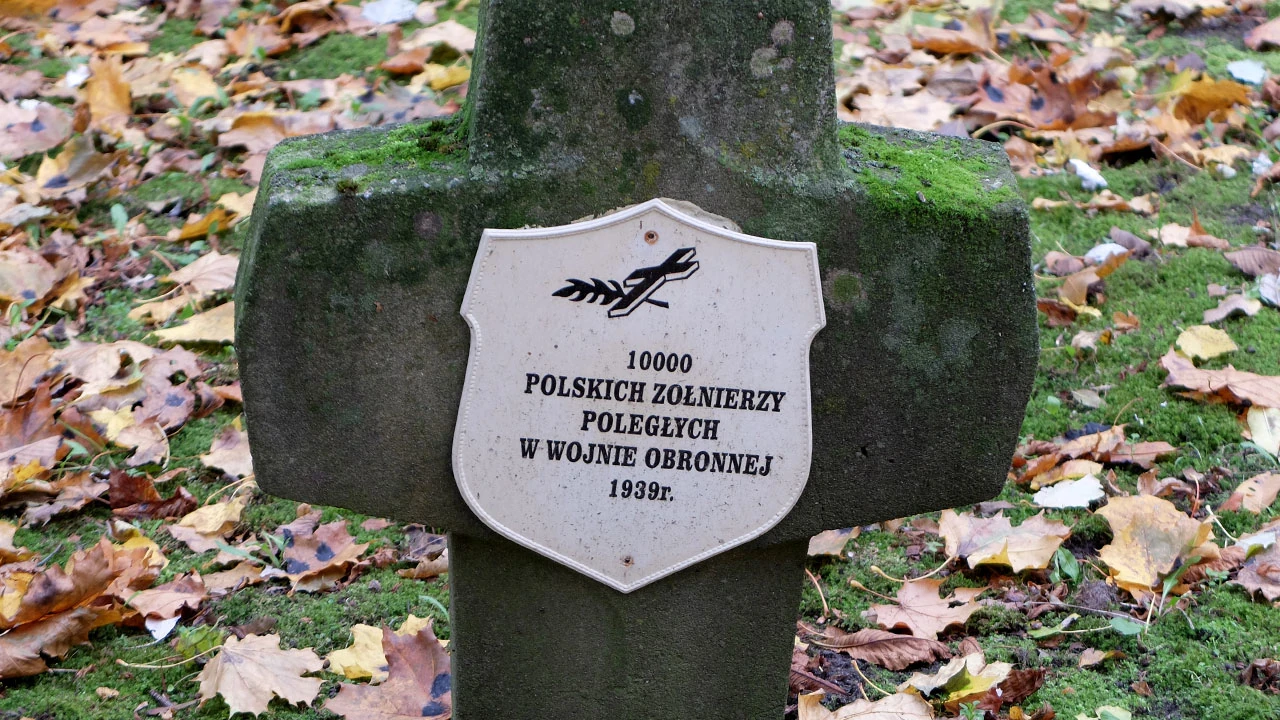 10000
POLSKICH ZOŁNIERZY
POLEGŁYCH
W WOJNIE OBRONNEJ
1939r.